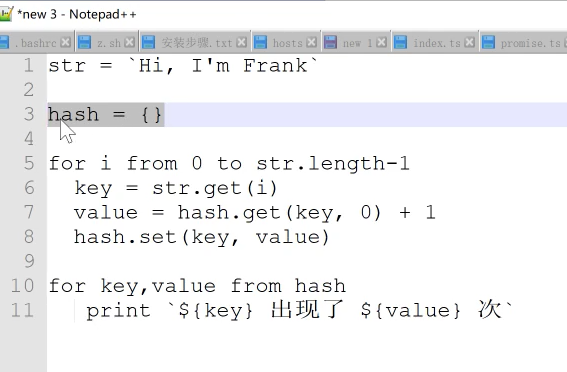 *new 3 - Notepad++
.bashrc z.sh 安装步骤.txt hosts new 1 index.ts promise.ts
1 str = `Hi, I'm Frank`
2
3 hash = {}
4
5 for i from 0 to str.length-1
6 key = str.get(i)
7 value = hash.get(key, 0) + 1
8 hash.set(key, value)
9
10 for key,value from hash
11 print `${key} 出现了 ${value} 次`